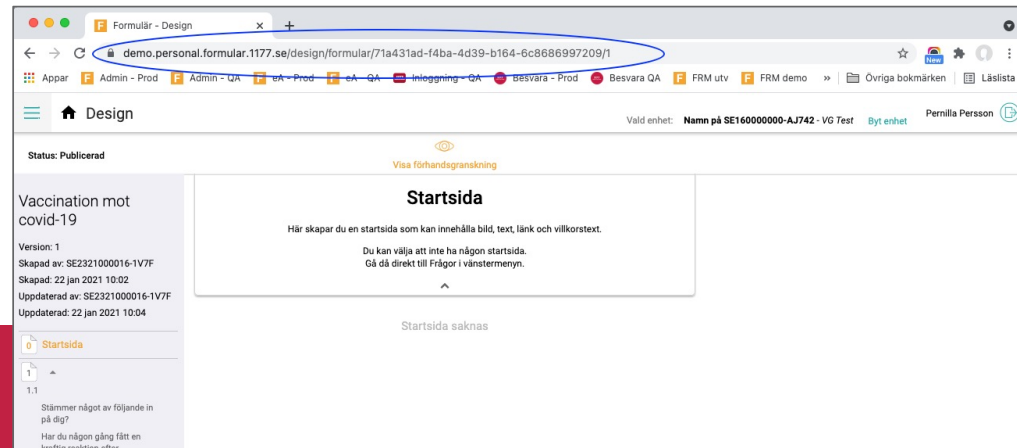 Formulär - Design
demo.personal.formular.1177.se/design/formular/71a431ad-f4ba-4d39-b164-6c8686997209/1
New
Appar Admin - Prod Admin - QA eA - Prod eA - QA Inloggning - QA Besvara - Prod Besvara QA FRM utv FRM demo » Övriga bokmärken Läslista
Design
Vald enhet: Namn på SE160000000-AJ742 - VG Test Byt enhet Pernilla Persson
Status: Publicerad
Visa förhandsgranskning
Vaccination mot
covid-19
Version: 1
Skapad av: SE2321000016-1V7F
Skapad: 22 jan 2021 10:02
Uppdaterad av: SE2321000016-1V7F
Uppdaterad: 22 jan 2021 10:04
0 Startsida
1
1.1
Stämmer något av följande in
på dig?
Har du någon gång fått en
kraftig reaktion efter
Startsida
Här skapar du en startsida som kan innehålla bild, text, länk och villkorstext.
Du kan välja att inte ha någon startsida.
Gå då direkt till Frågor i vänstermenyn.
Startsida saknas